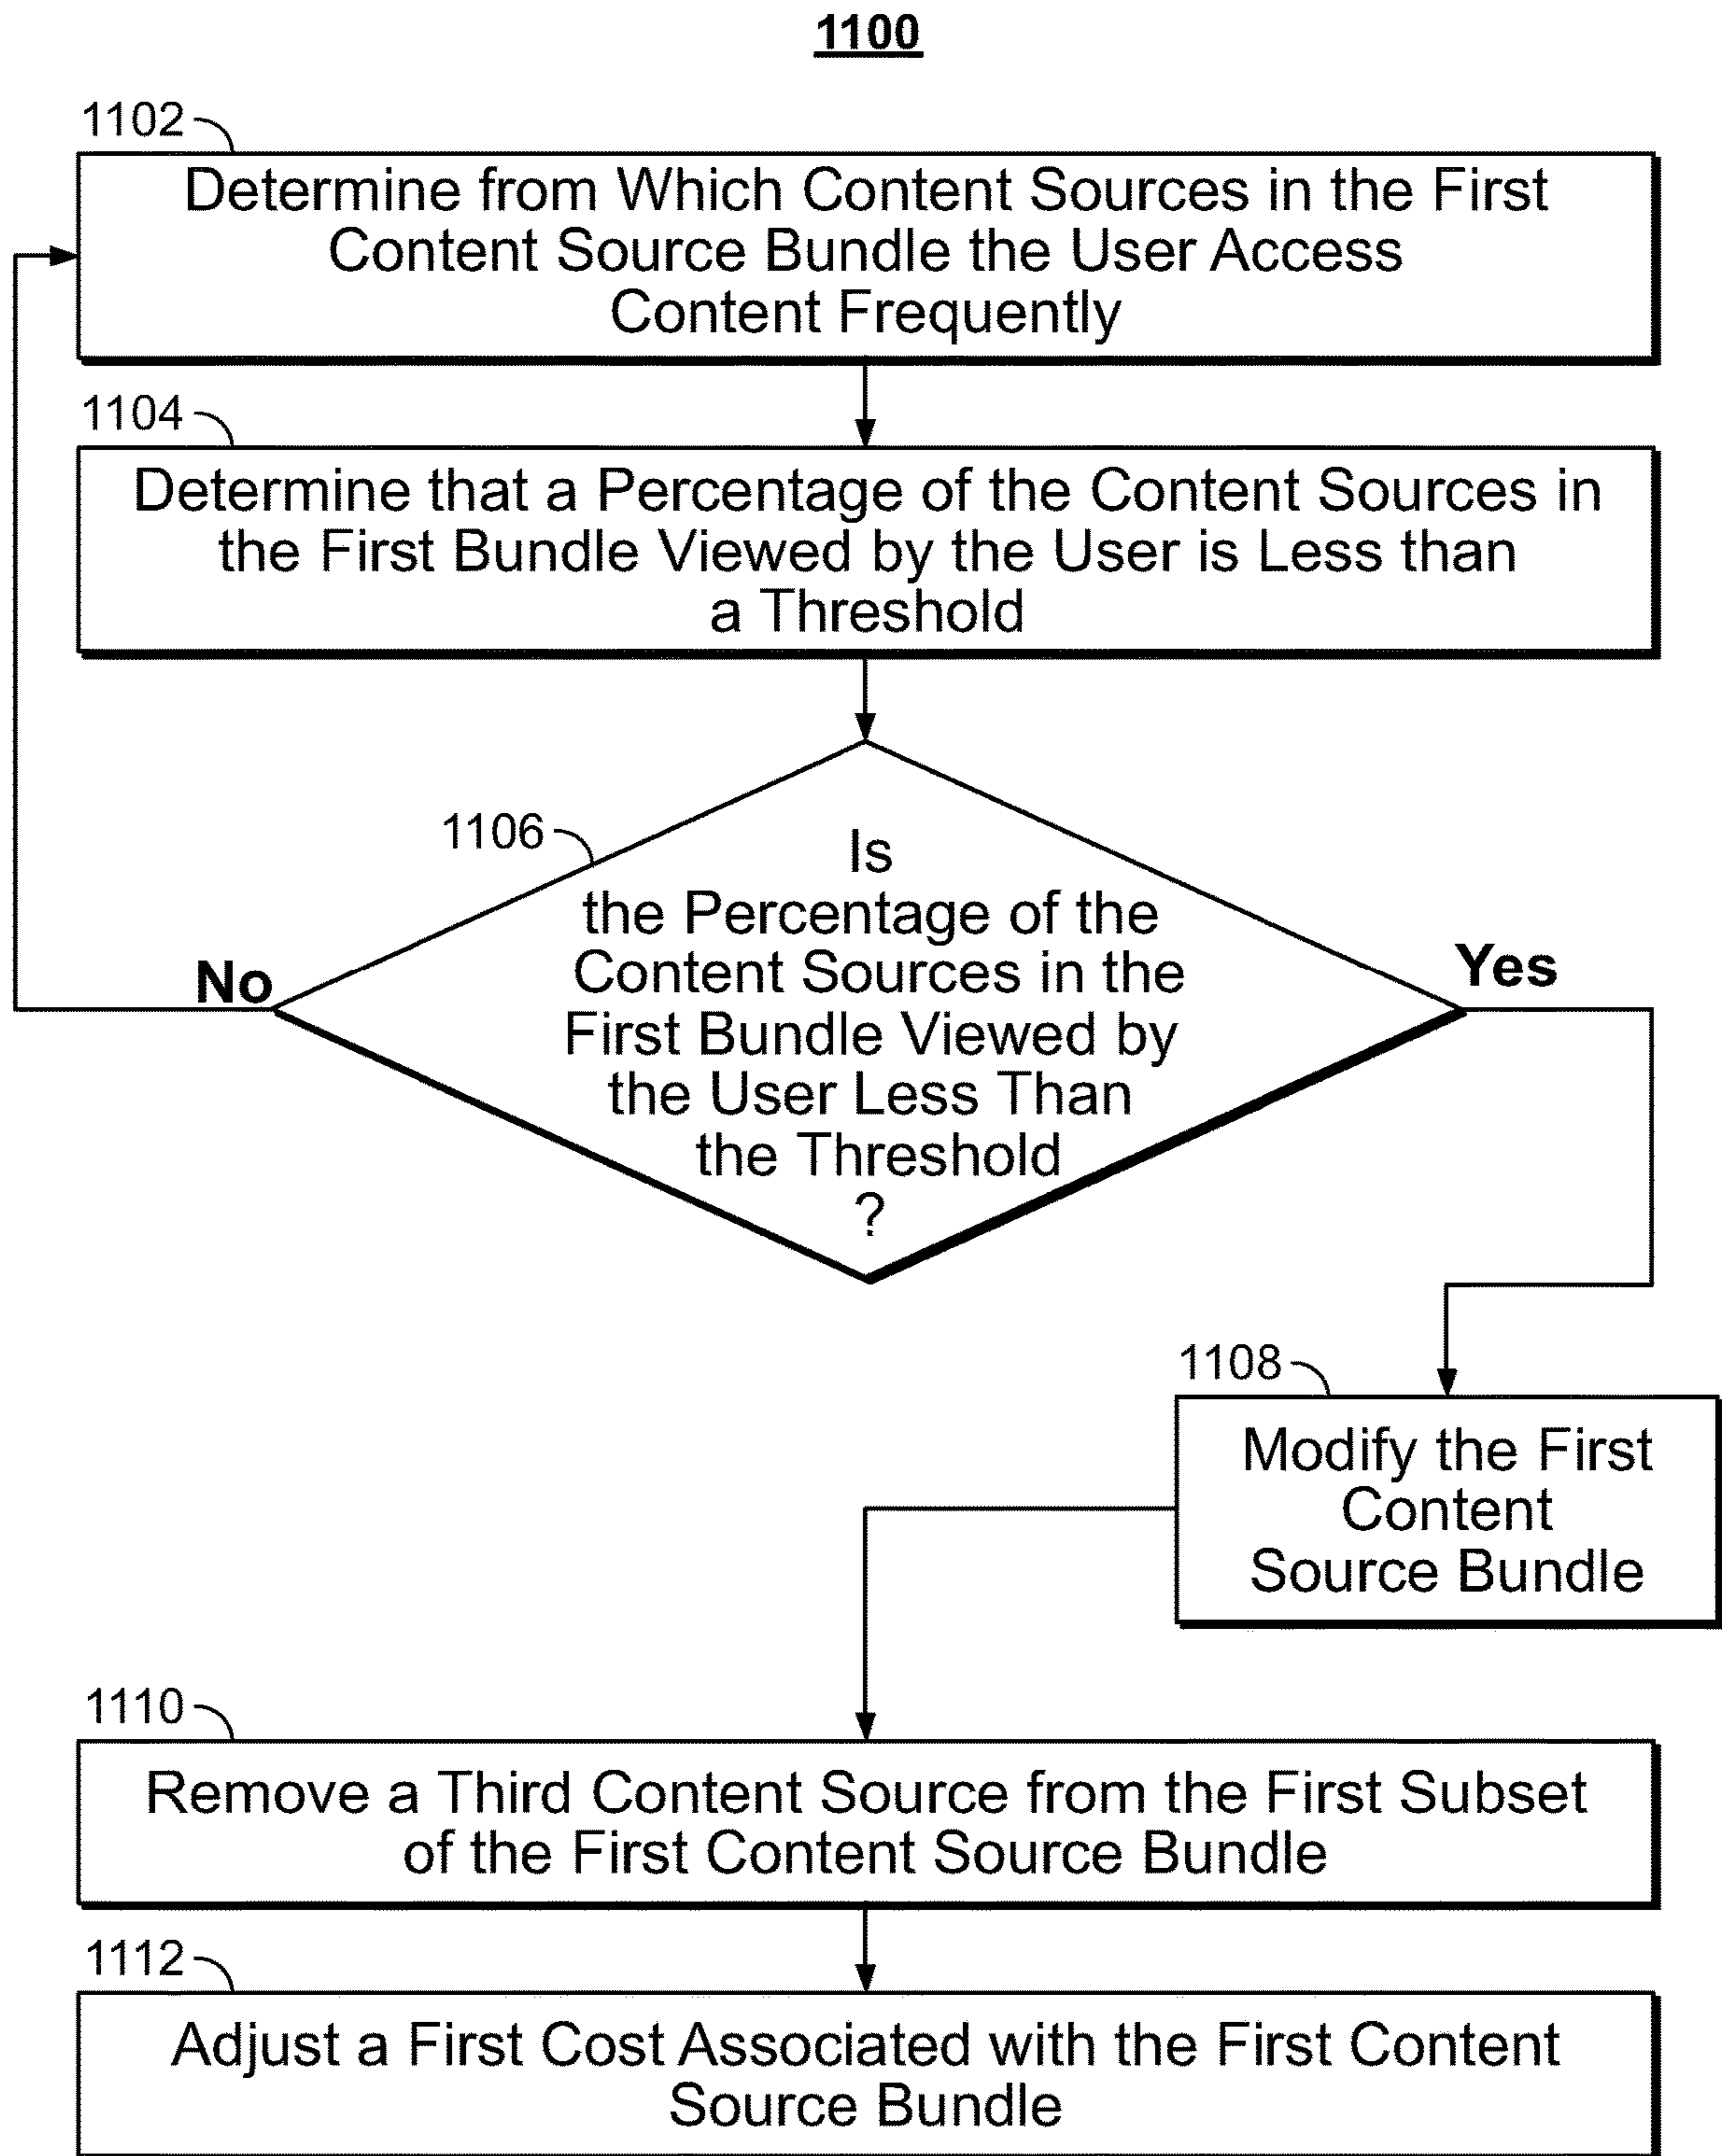 1100
1102
Determine from Which Content Sources in the First
Content Source Bundle the User Access
Content Frequently
1104
Determine that a Percentage of the Content Sources in
the First Bundle Viewed by the User is Less than
a Threshold
1106
Is
the Percentage of the
Content Sources in the
First Bundle Viewed by
the User Less Than
the Threshold
?
No
Yes
1108
Modify the First
Content
Source Bundle
1110
Remove a Third Content Source from the First Subset
of the First Content Source Bundle
1112
Adjust a First Cost Associated with the First Content
Source Bundle